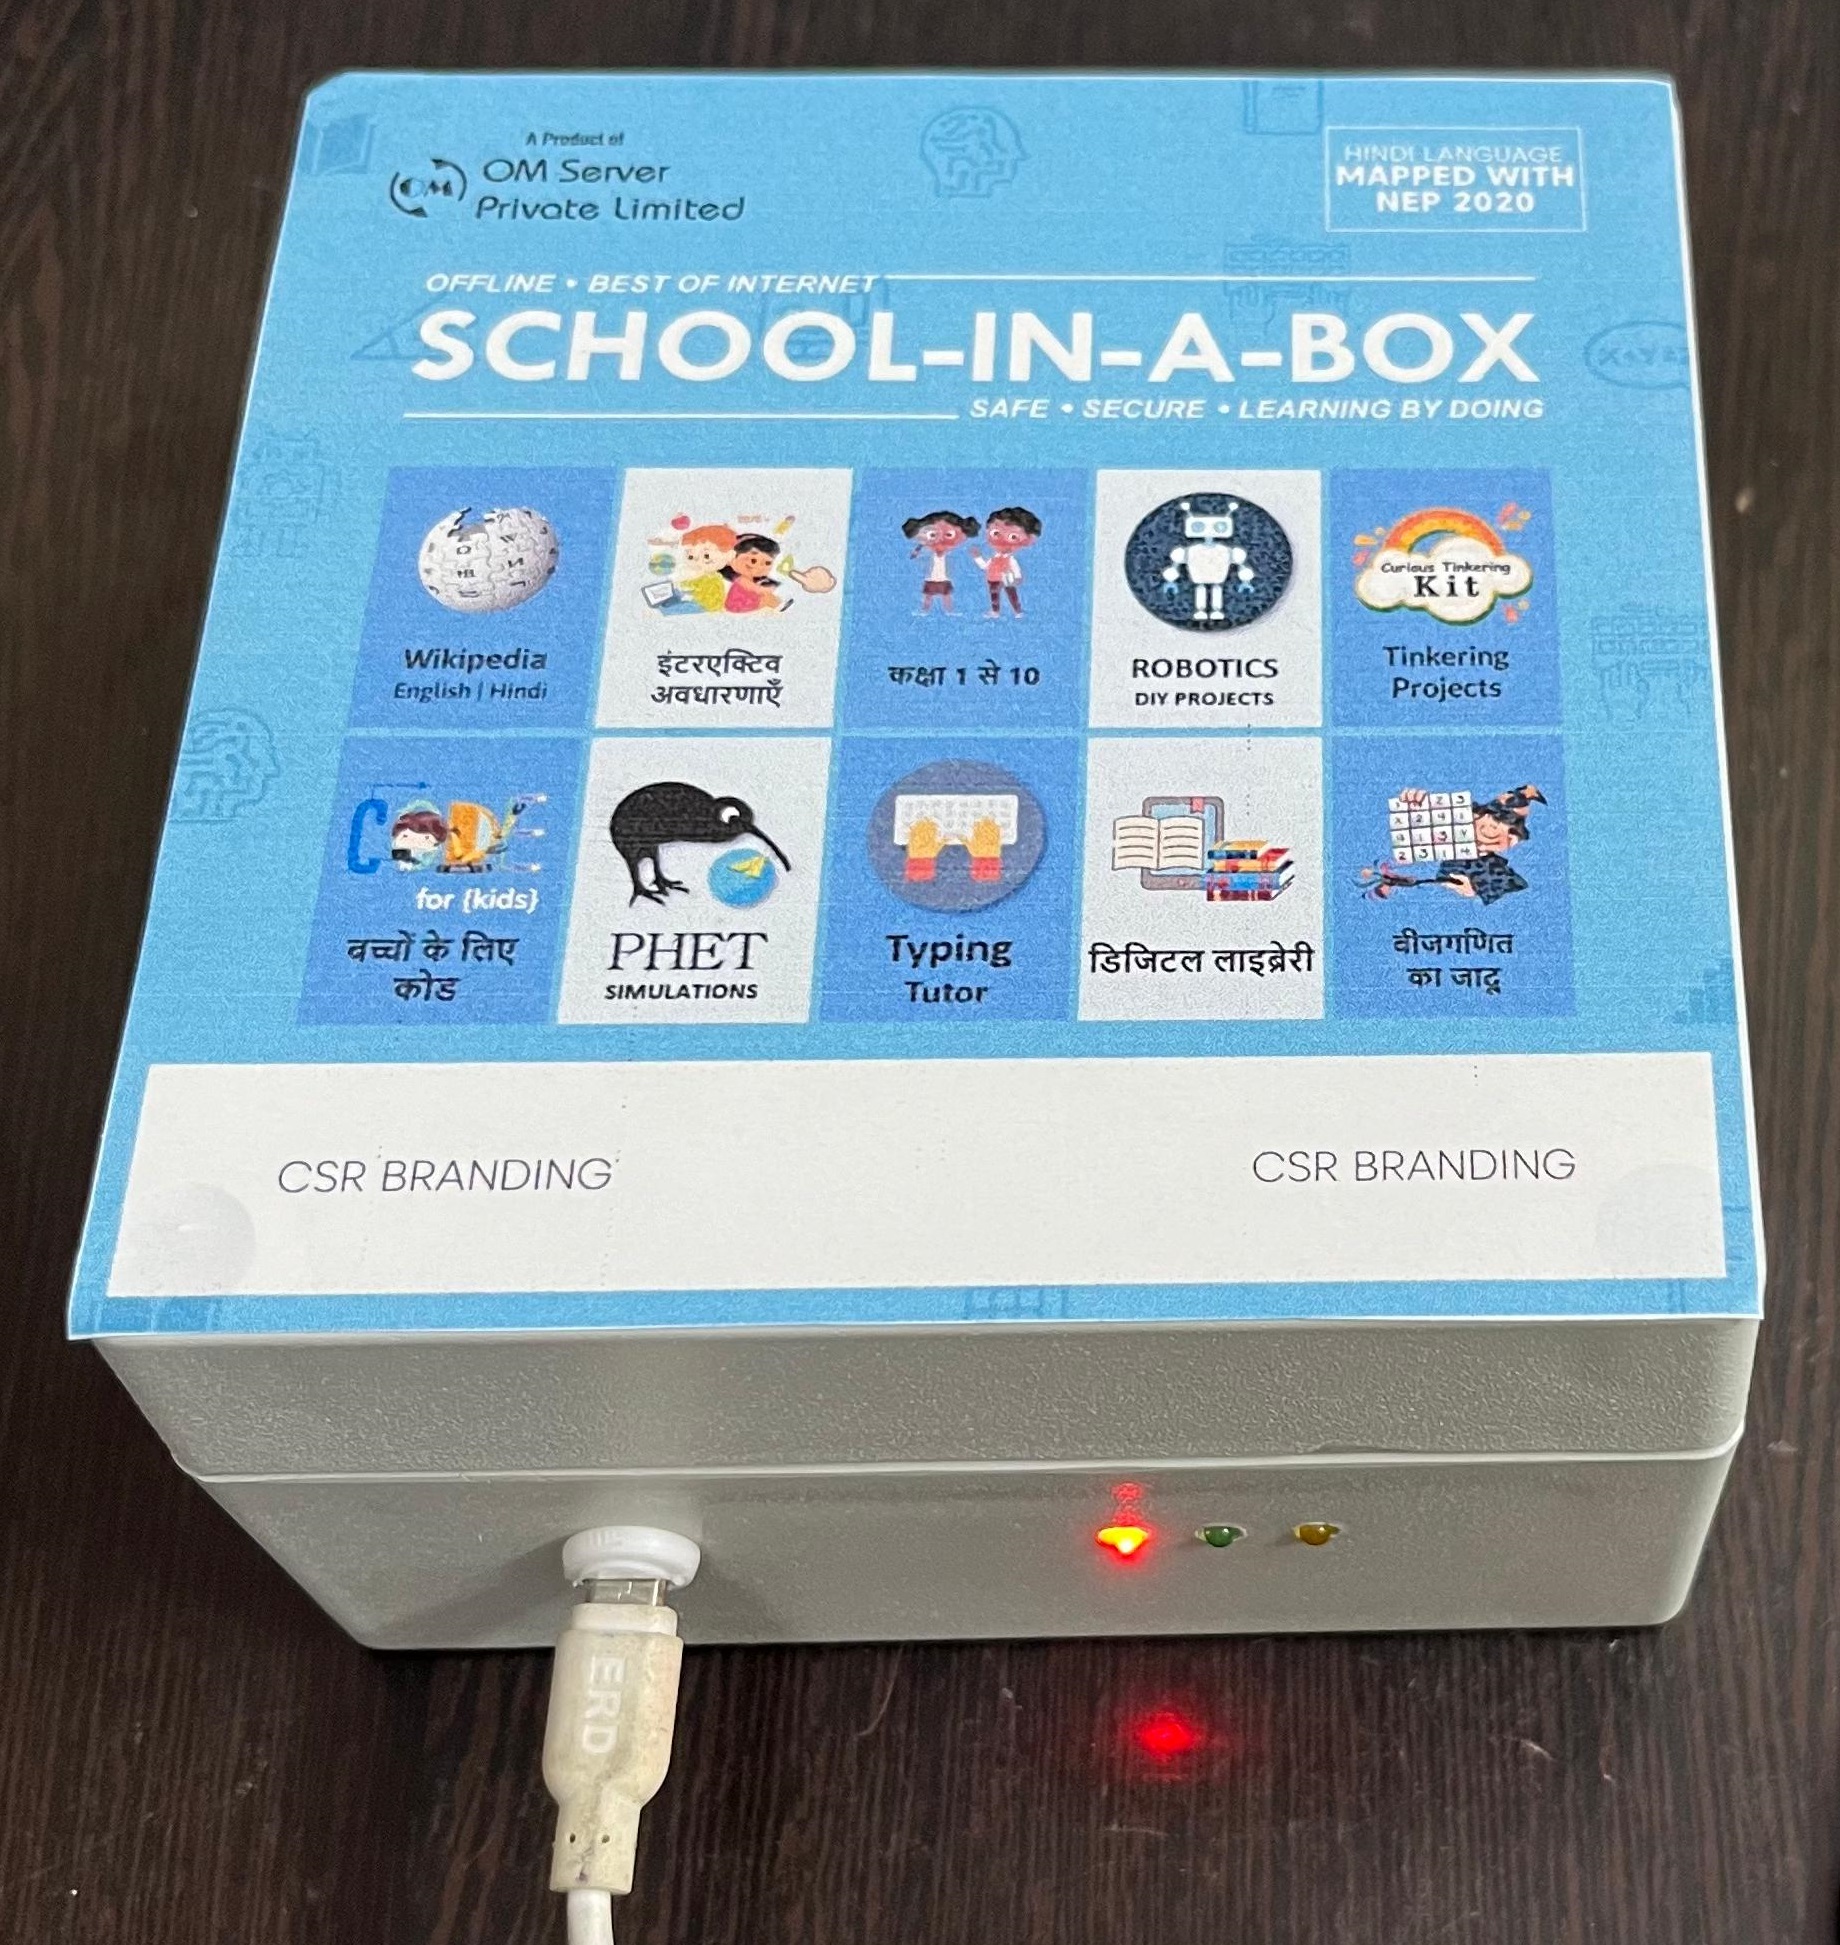 A Product of
OM
OM Server
Private Limited
HINDI LANGUAGE
MAPPED WITH
NEP 2020
OFFLINE • BEST OF INTERNET
SCHOOL-IN-A-BOX
SAFE • SECURE • LEARNING BY DOING
Wikipedia
English | Hindi
इंटरएक्टिव
अवधारणाएँ
कक्षा 1 से 10
ROBOTICS
DIY PROJECTS
Curious Tinkering
Kit
Tinkering
Projects
CODE
for {kids}
बच्चों के लिए
कोड
PHET
SIMULATIONS
Typing
Tutor
डिजिटल लाइब्रेरी
बीजगणित
का जादू
CSR BRANDING
CSR BRANDING
ERD